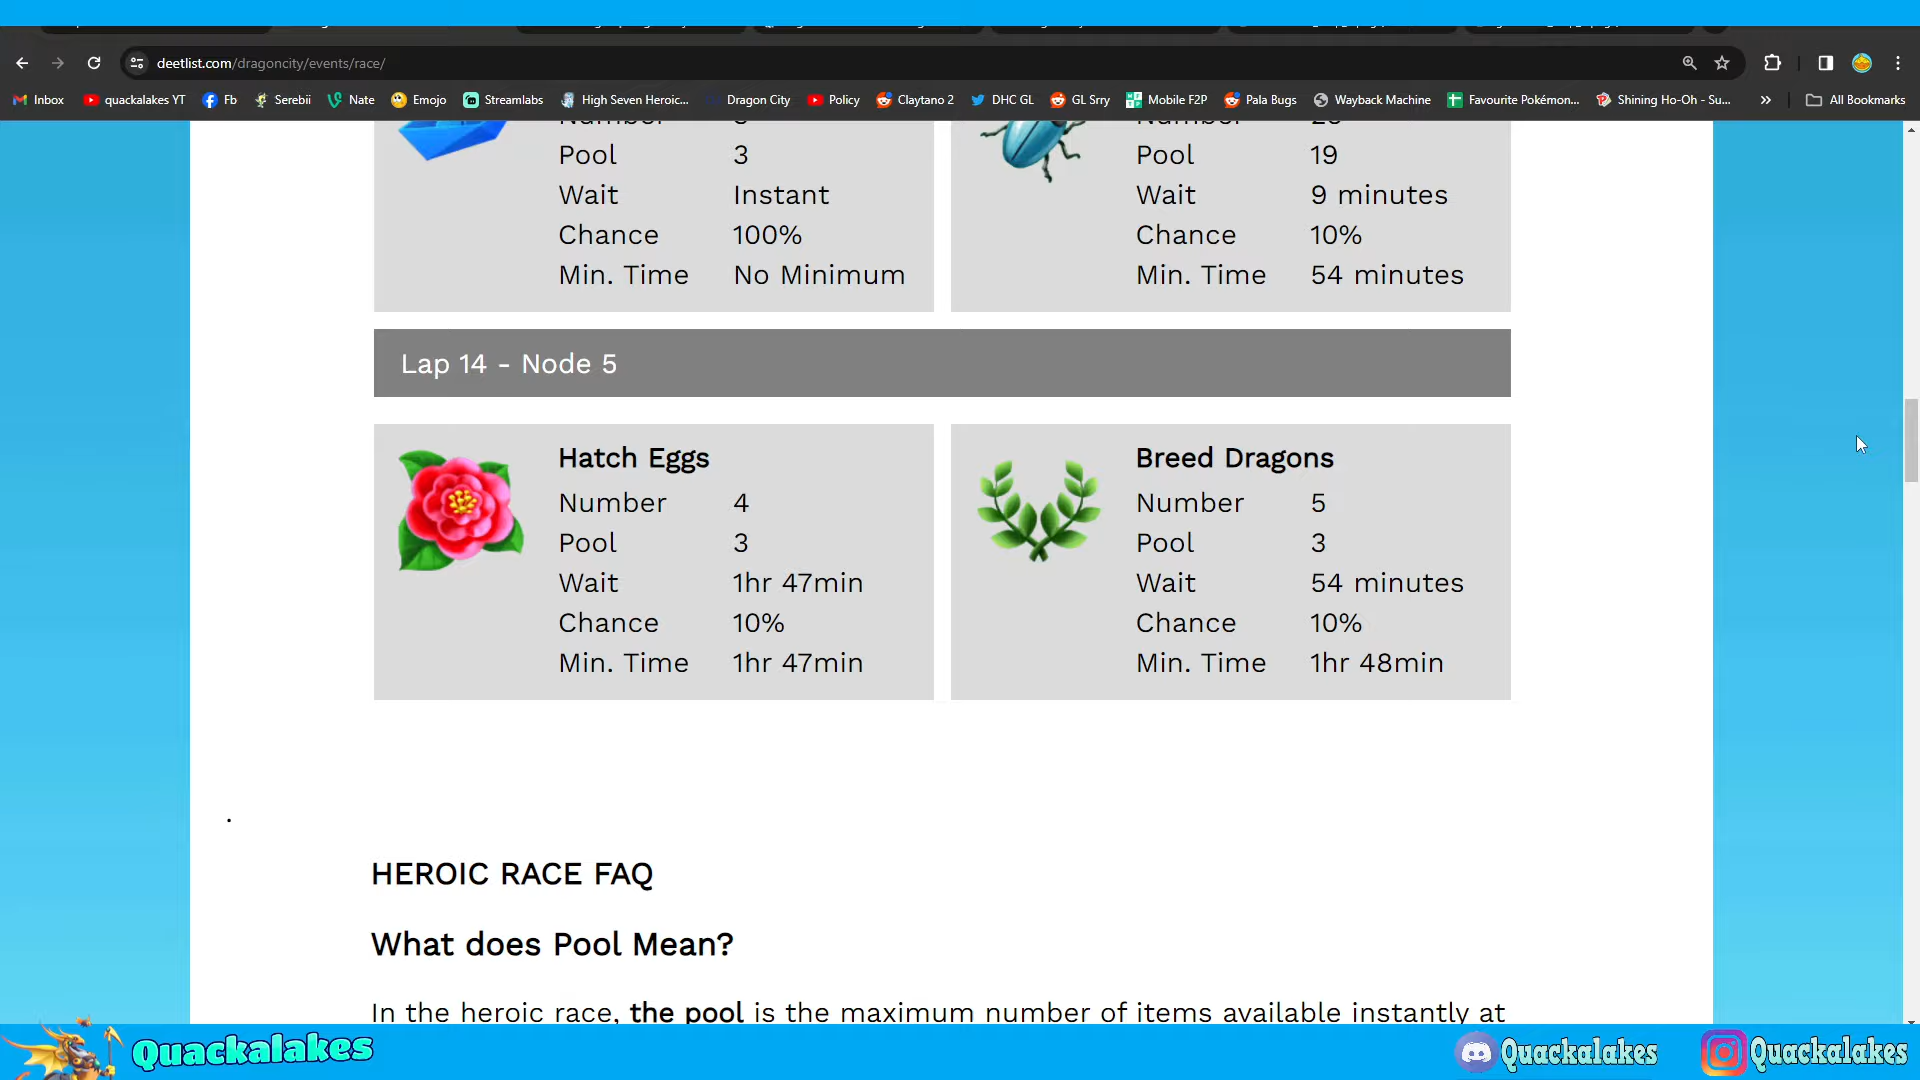 deetlist.com/dragoncity/events/race/
Inbox quackalakes YT Fb Serebii Nate Emojo Streamlabs High Seven Heroic... Dragon City Policy Claytano 2 DHC GL GL Srry Mobile F2P Pala Bugs Wayback Machine Favourite Pokémon... Shining Ho-Oh - Su... » All Bookmarks
Number
Pool 3
Wait Instant
Chance 100%
Min. Time No Minimum
Number
Pool 19
Wait 9 minutes
Chance 10%
Min. Time 54 minutes
Lap 14 - Node 5
Hatch Eggs
Number 4
Pool 3
Wait 1hr 47min
Chance 10%
Min. Time 1hr 47min
Breed Dragons
Number 5
Pool 3
Wait 54 minutes
Chance 10%
Min. Time 1hr 48min
.
HEROIC RACE FAQ
What does Pool Mean?
In the heroic race, the pool is the maximum number of items available instantly at
Quackalakes
Quackalakes
Quackalakes